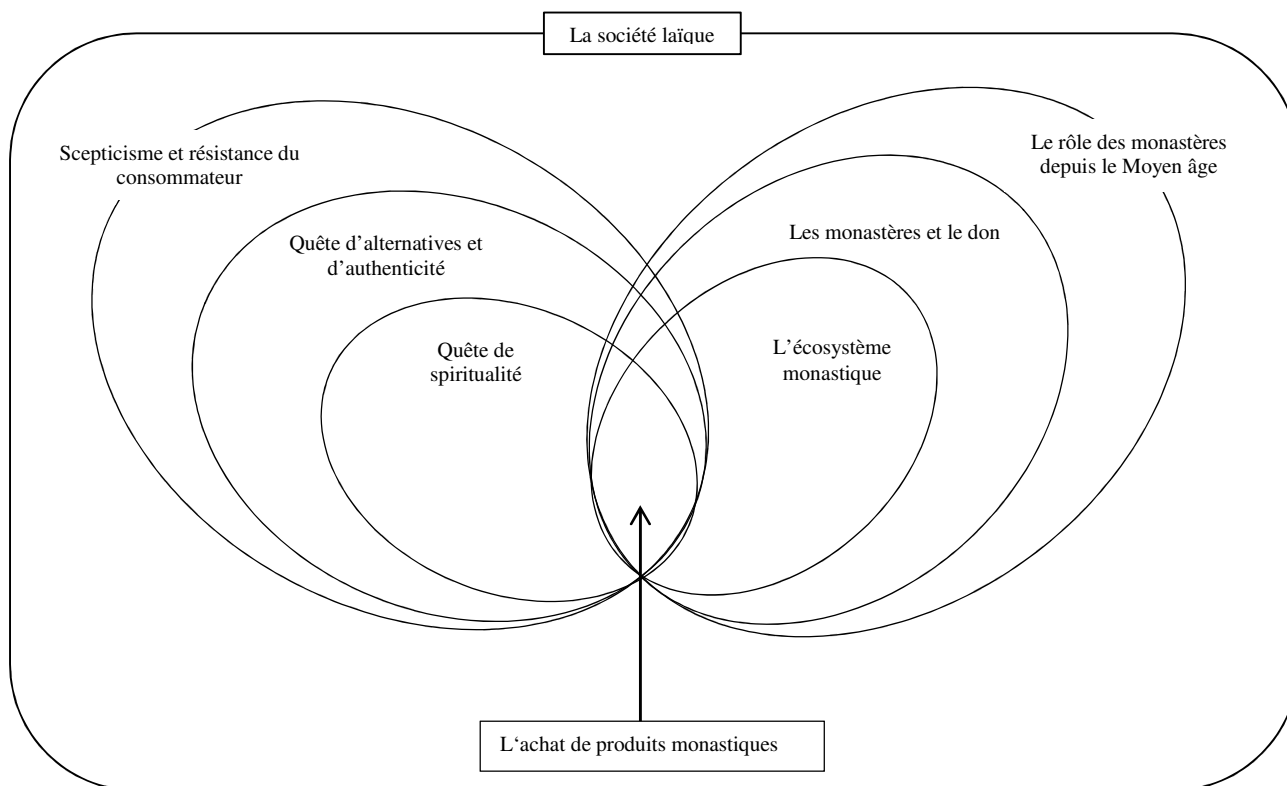 La société laïque
Scepticisme et résistance du
consommateur
Le rôle des monastères
depuis le Moyen âge
Quête d’alternatives et
d’authenticité
Les monastères et le don
Quête de
spiritualité
L’écosystème
monastique
L‘achat de produits monastiques